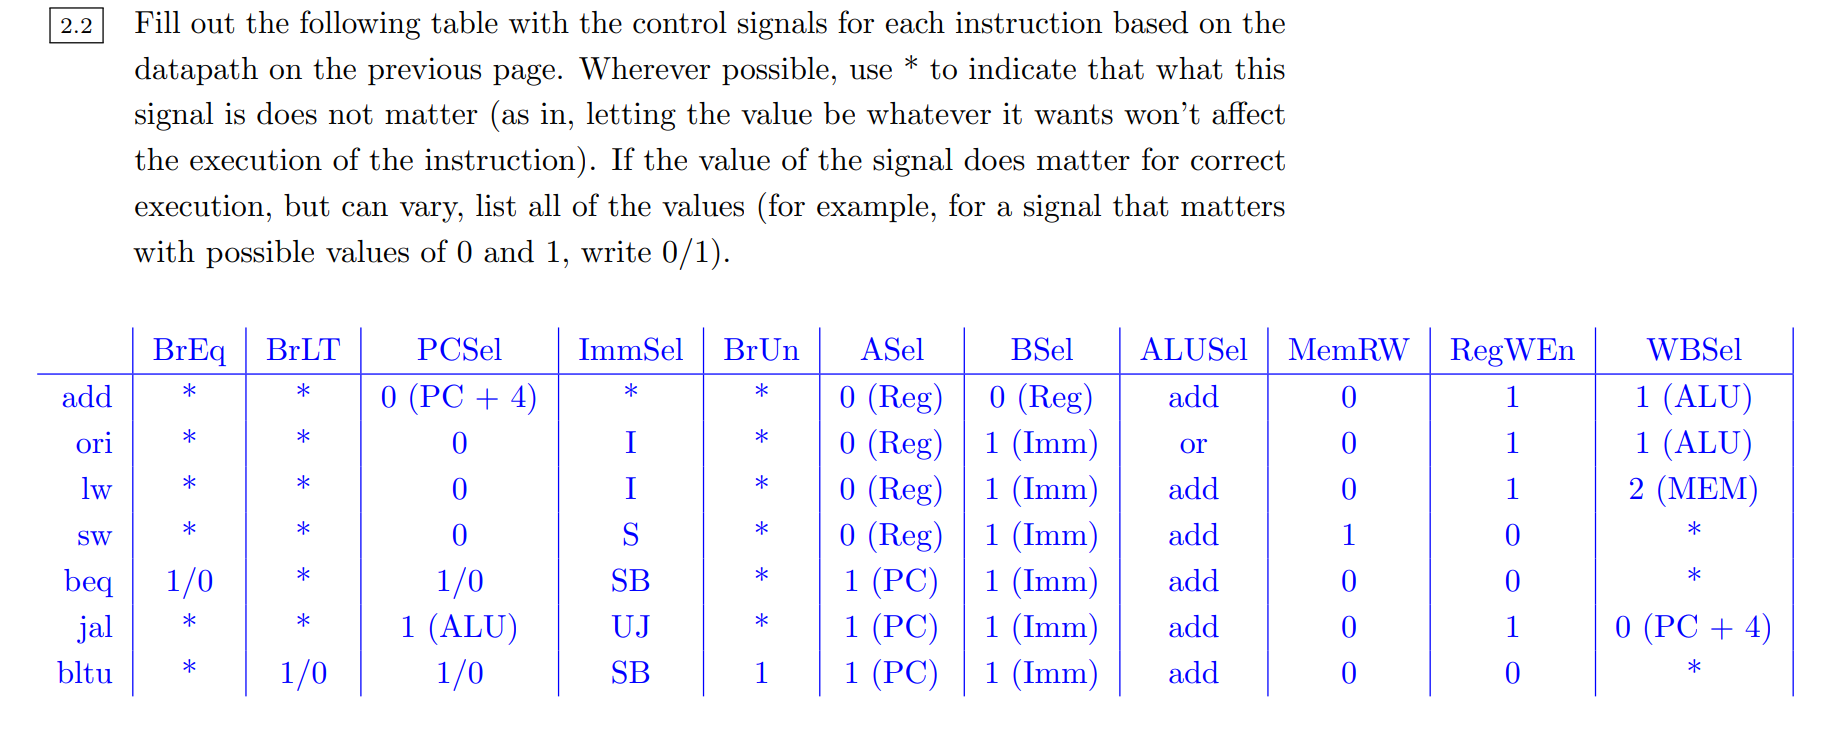 2.2 Fill out the following table with the control signals for each instruction based on the
datapath on the previous page. Wherever possible, use * to indicate that what this
signal is does not matter (as in, letting the value be whatever it wants won't affect
the execution of the instruction). If the value of the signal does matter for correct
execution, but can vary, list all of the values (for example, for a signal that matters
with possible values of 0 and 1, write 0/1).
BrEq BrLT PCSel ImmSel BrUn ASel BSel ALUSel MemRW RegWEn WBSel
add * * 0 (PC + 4) * * 0 (Reg) 0 (Reg) add 0 1 1 (ALU)
ori * * 0 I * 0 (Reg) 1 (Imm) or 0 1 1 (ALU)
lw * * 0 I * 0 (Reg) 1 (Imm) add 0 1 2 (MEM)
sw * * 0 S * 0 (Reg) 1 (Imm) add 1 0 *
beq 1/0 * 1/0 SB * 1 (PC) 1 (Imm) add 0 0 *
jal * * 1 (ALU) UJ * 1 (PC) 1 (Imm) add 0 1 0 (PC + 4)
bltu * 1/0 1/0 SB 1 1 (PC) 1 (Imm) add 0 0 *